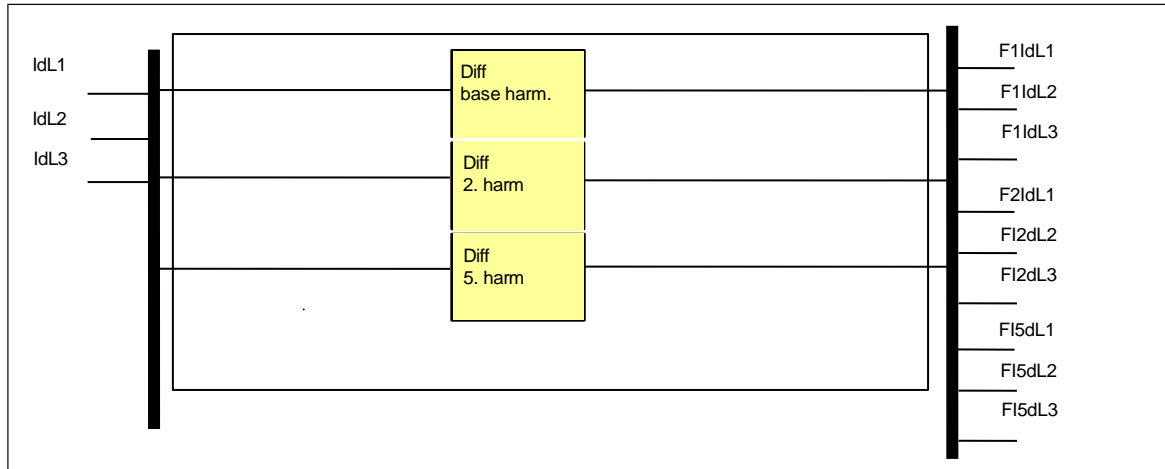 IdL1
IdL2
IdL3
Diff
base harm.
Diff
2. harm
Diff
5. harm
F1IdL1
F1IdL2
F1IdL3
F2IdL1
FI2dL2
FI2dL3
FI5dL1
FI5dL2
FI5dL3